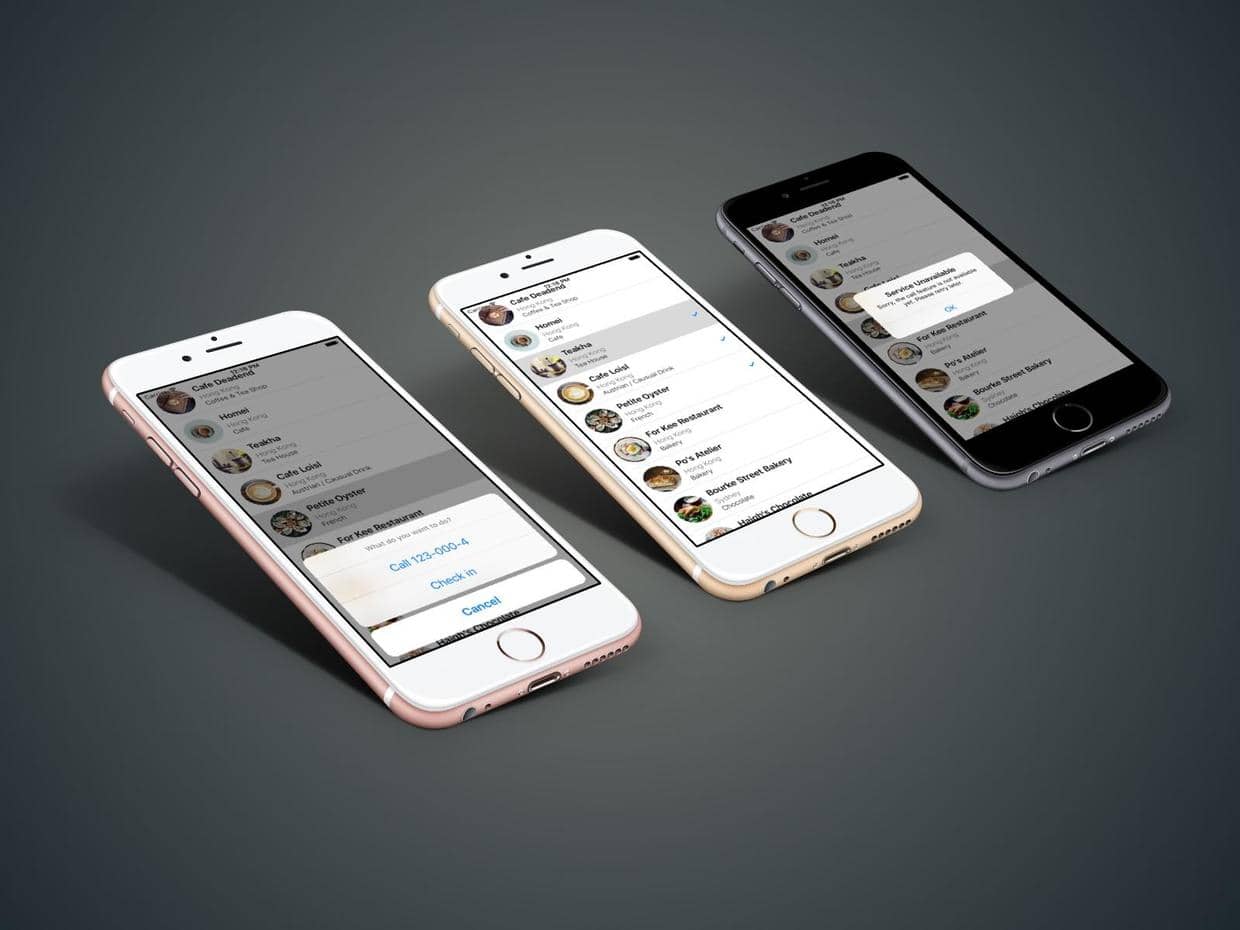 12:16 PM
Cafe Deadend
Hong Kong
Coffee & Tea Shop
Homei
Hong Kong
Cafe
Teakha
Hong Kong
Tea House
Cafe Loisl
Hong Kong
Austrian / Causual Drink
Petite Oyster
Hong Kong
French
For Kee Restaurant
What do you want to do?
Call 123-000-4
Check in
Cancel
Haigh's Chocolate
12:16 PM
Cafe Deadend
Hong Kong
Coffee & Tea Shop
Homei
Hong Kong
Cafe
Teakha
Hong Kong
Tea House
Cafe Loisl
Hong Kong
Austrian / Causual Drink
Petite Oyster
Hong Kong
French
For Kee Restaurant
Hong Kong
Bakery
Po's Atelier
Hong Kong
Bakery
Bourke Street Bakery
Sydney
Chocolate
Haigh's Chocolate
12:16 PM
Cafe Deadend
Hong Kong
Coffee & Tea Shop
Homei
Hong Kong
Cafe
Teakha
Hong Kong
Tea House
Cafe Loisl
Service Unavailable
Sorry, the call feature is not available
yet. Please retry later.
OK
For Kee Restaurant
Hong Kong
Bakery
Po's Atelier
Hong Kong
Bakery
Bourke Street Bakery
Sydney
Chocolate
Haigh's Chocolate